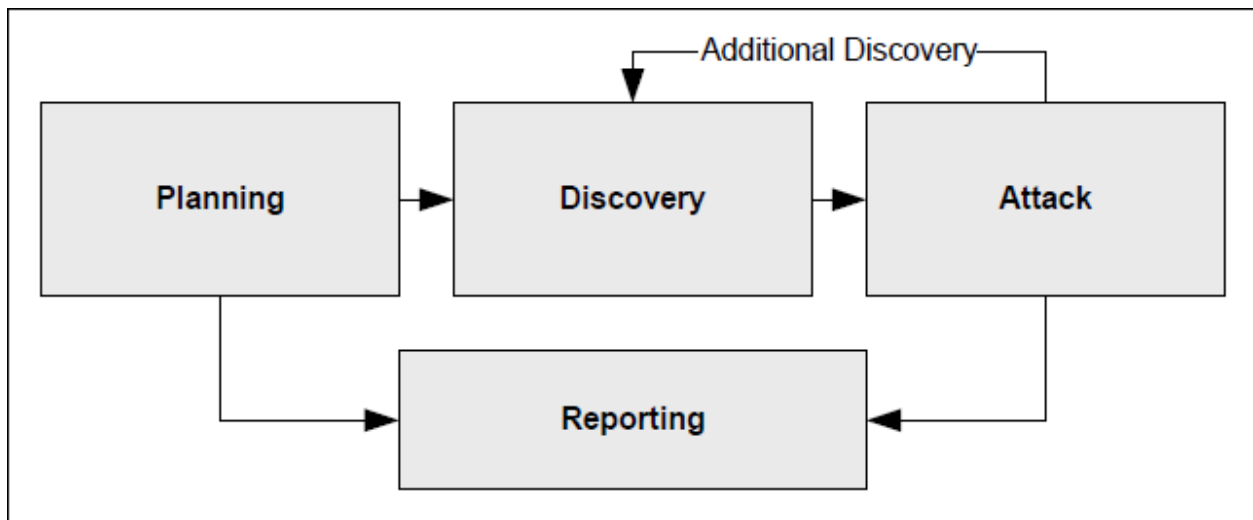 Additional Discovery
Planning
Discovery
Attack
Reporting